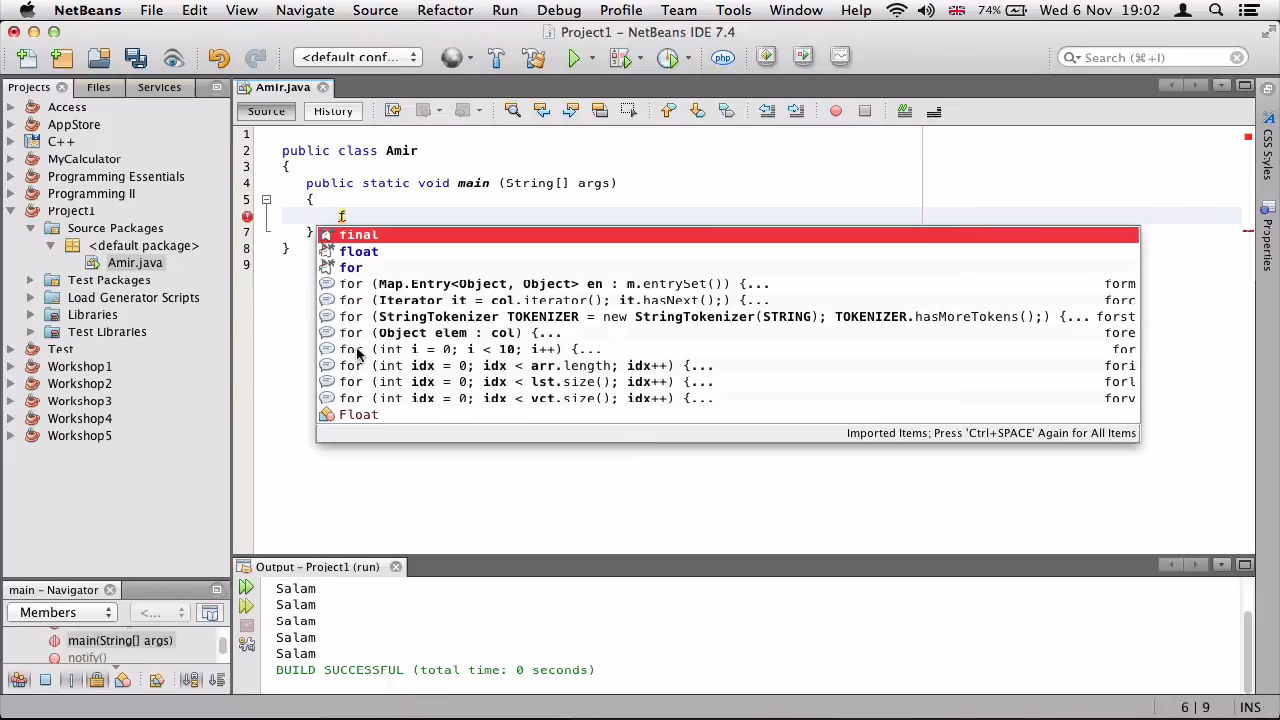 NetBeans File Edit View Navigate Source Refactor Run Debug Profile Team Tools Window Help 74% Wed 6 Nov 19:02
Project1 - NetBeans IDE 7.4
<default conf... php Search (⌘+I)
Projects Files Services
Access
AppStore
C++
MyCalculator
Programming Essentials
Programming II
Project1
Source Packages
<default package>
Amir.java
Test Packages
Load Generator Scripts
Libraries
Test Libraries
Test
Workshop1
Workshop2
Workshop3
Workshop4
Workshop5
main - Navigator
Members <...
main(String[] args)
notify()
Amir.java
Source History
1
2 public class Amir
3 {
4 public static void main (String[] args)
5 {
f
7 }
8 }
9
final
float
for
for (Map.Entry<Object, Object> en : m.entrySet()) {... form
for (Iterator it = col.iterator(); it.hasNext();) {... forc
for (StringTokenizer TOKENIZER = new StringTokenizer(STRING); TOKENIZER.hasMoreTokens();) {... forst
for (Object elem : col) {... fore
for (int i = 0; i < 10; i++) {... for
for (int idx = 0; idx < arr.length; idx++) {... fori
for (int idx = 0; idx < lst.size(); idx++) {... forl
for (int idx = 0; idx < vct.size(); idx++) {... forv
Float
Imported Items; Press 'Ctrl+SPACE' Again for All Items
Output - Project1 (run)
Salam
Salam
Salam
Salam
Salam
BUILD SUCCESSFUL (total time: 0 seconds)
CSS Styles
Properties
6 | 9 INS